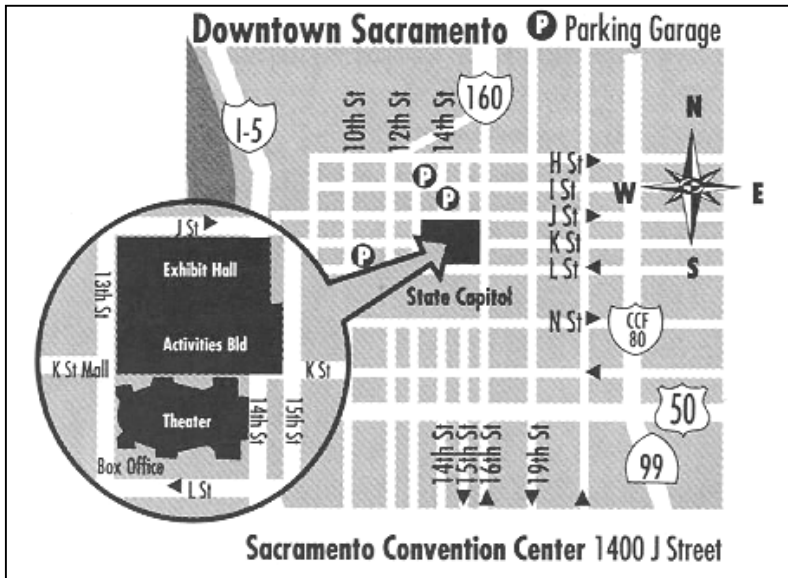 Downtown Sacramento
P Parking Garage
I-5
160
10th St
12th St
14th St
N
W E
S
H St
I St
J St
K St
L St
N St
P
P
P
State Capitol
CCF
80
50
99
J St
13th St
Exhibit Hall
Activities Bld
K St Mall
K St
Theater
14th St
15th St
Box Office
L St
14th St
15th St
16th St
19th St
Sacramento Convention Center 1400 J Street